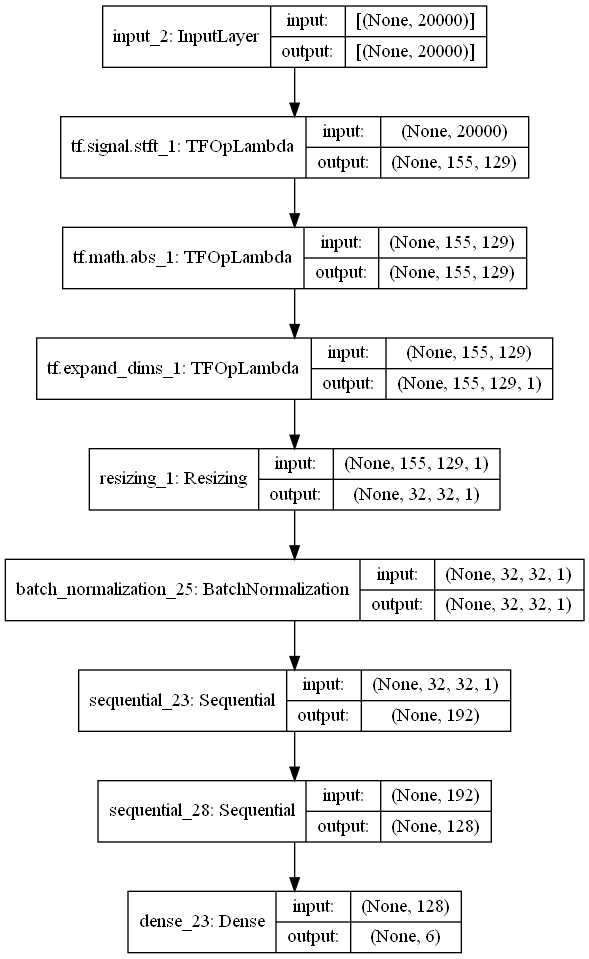 input_2: InputLayer
input: [(None, 20000)]
output: [(None, 20000)]
tf.signal.stft_1: TFOpLambda
input: (None, 20000)
output: (None, 155, 129)
tf.math.abs_1: TFOpLambda
input: (None, 155, 129)
output: (None, 155, 129)
tf.expand_dims_1: TFOpLambda
input: (None, 155, 129)
output: (None, 155, 129, 1)
resizing_1: Resizing
input: (None, 155, 129, 1)
output: (None, 32, 32, 1)
batch_normalization_25: BatchNormalization
input: (None, 32, 32, 1)
output: (None, 32, 32, 1)
sequential_23: Sequential
input: (None, 32, 32, 1)
output: (None, 192)
sequential_28: Sequential
input: (None, 192)
output: (None, 128)
dense_23: Dense
input: (None, 128)
output: (None, 6)